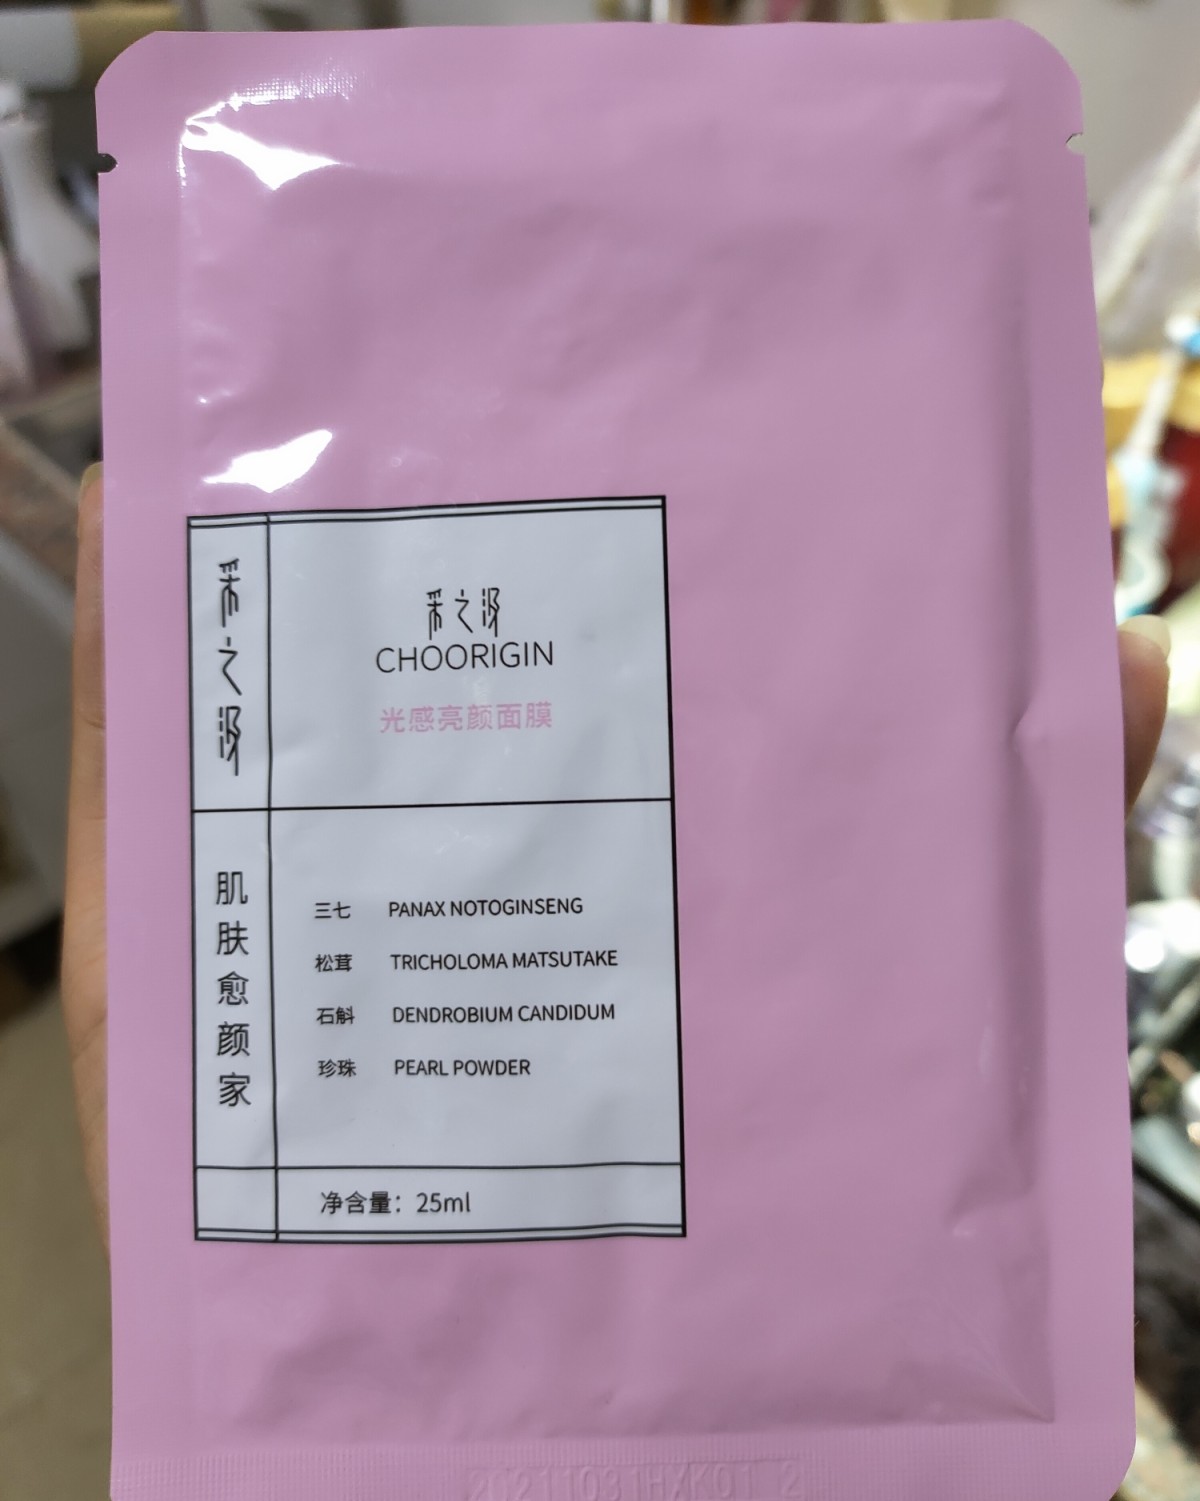 采之汲
肌肤愈颜家
采之汲
CHOORIGIN
光感亮颜面膜
三七 PANAX NOTOGINSENG
松茸 TRICHOLOMA MATSUTAKE
石斛 DENDROBIUM CANDIDUM
珍珠 PEARL POWDER
净含量：25ml
20211031HXK01 2